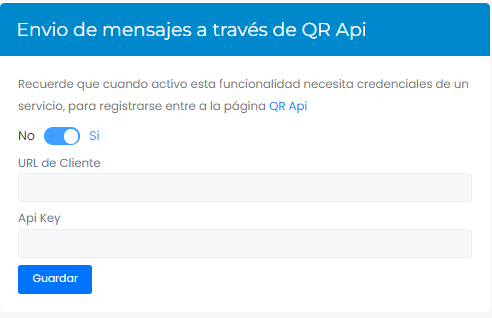 Envio de mensajes a través de QR Api
Recuerde que cuando activo esta funcionalidad necesita credenciales de un
servicio, para registrarse entre a la página QR Api
No Si
URL de Cliente
Api Key
Guardar